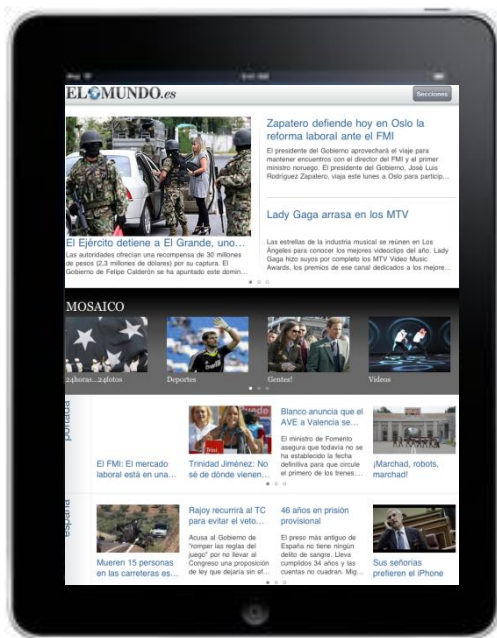 iPad
9:41 AM
ELMUNDO.es
Secciones
Zapatero defiende hoy en Oslo la
reforma laboral ante el FMI
El presidente del Gobierno aprovechará el viaje para
mantener encuentros con el director del FMI y el primer
ministro noruego. El presidente del Gobierno, José Luis
Rodríguez Zapatero, viaja este lunes a Oslo para particip...
Lady Gaga arrasa en los MTV
Las estrellas de la industria musical se reúnen en Los
Ángeles para conocer los mejores videoclips del año. Lady
Gaga hizo suyos por completo los MTV Video Music
Awards, los premios de ese canal dedicados a los mejore...
El Ejército detiene a El Grande, uno...
Las autoridades ofrecían una recompensa de 30 millones
de pesos (2,3 millones de dólares) por su captura. El
Gobierno de Felipe Calderón se ha apuntado este domin...
MOSAICO
24horas...24fotos
Deportes
Gentes!
Videos
portada
El FMI: El mercado
laboral está en una...
Trinidad Jiménez: No
sé de dónde vienen...
Blanco anuncia que el
AVE a Valencia se...
El ministro de Fomento
asegura que todavía no se
ha establecido la fecha
definitiva para que circule
el primero de los trenes....
¡Marchad, robots,
marchad!
españa
Mueren 15 personas
en las carreteras es...
Rajoy recurrirá al TC
para evitar el veto...
Acusa al Gobierno de
"romper las reglas del
juego" por no llevar al
Congreso una proposición
de ley que dejaría sin ef...
46 años en prisión
provisional
El preso más antiguo de
España no tiene ningún
delito de sangre. Lleva
cumplidos 34 años y las
cuentas no cuadran. Mig...
Sus señorías
prefieren el iPhone